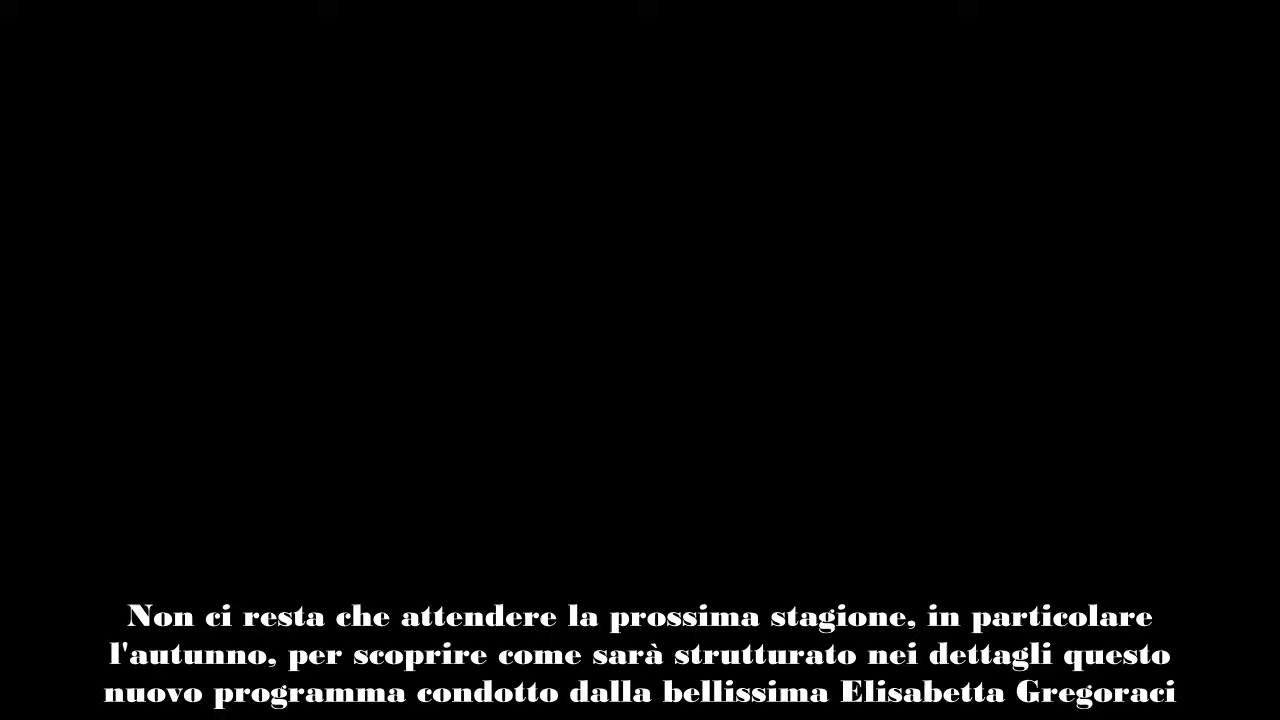 Non ci resta che attendere la prossima stagione, in particolare
l'autunno, per scoprire come sarà strutturato nei dettagli questo
nuovo programma condotto dalla bellissima Elisabetta Gregoraci